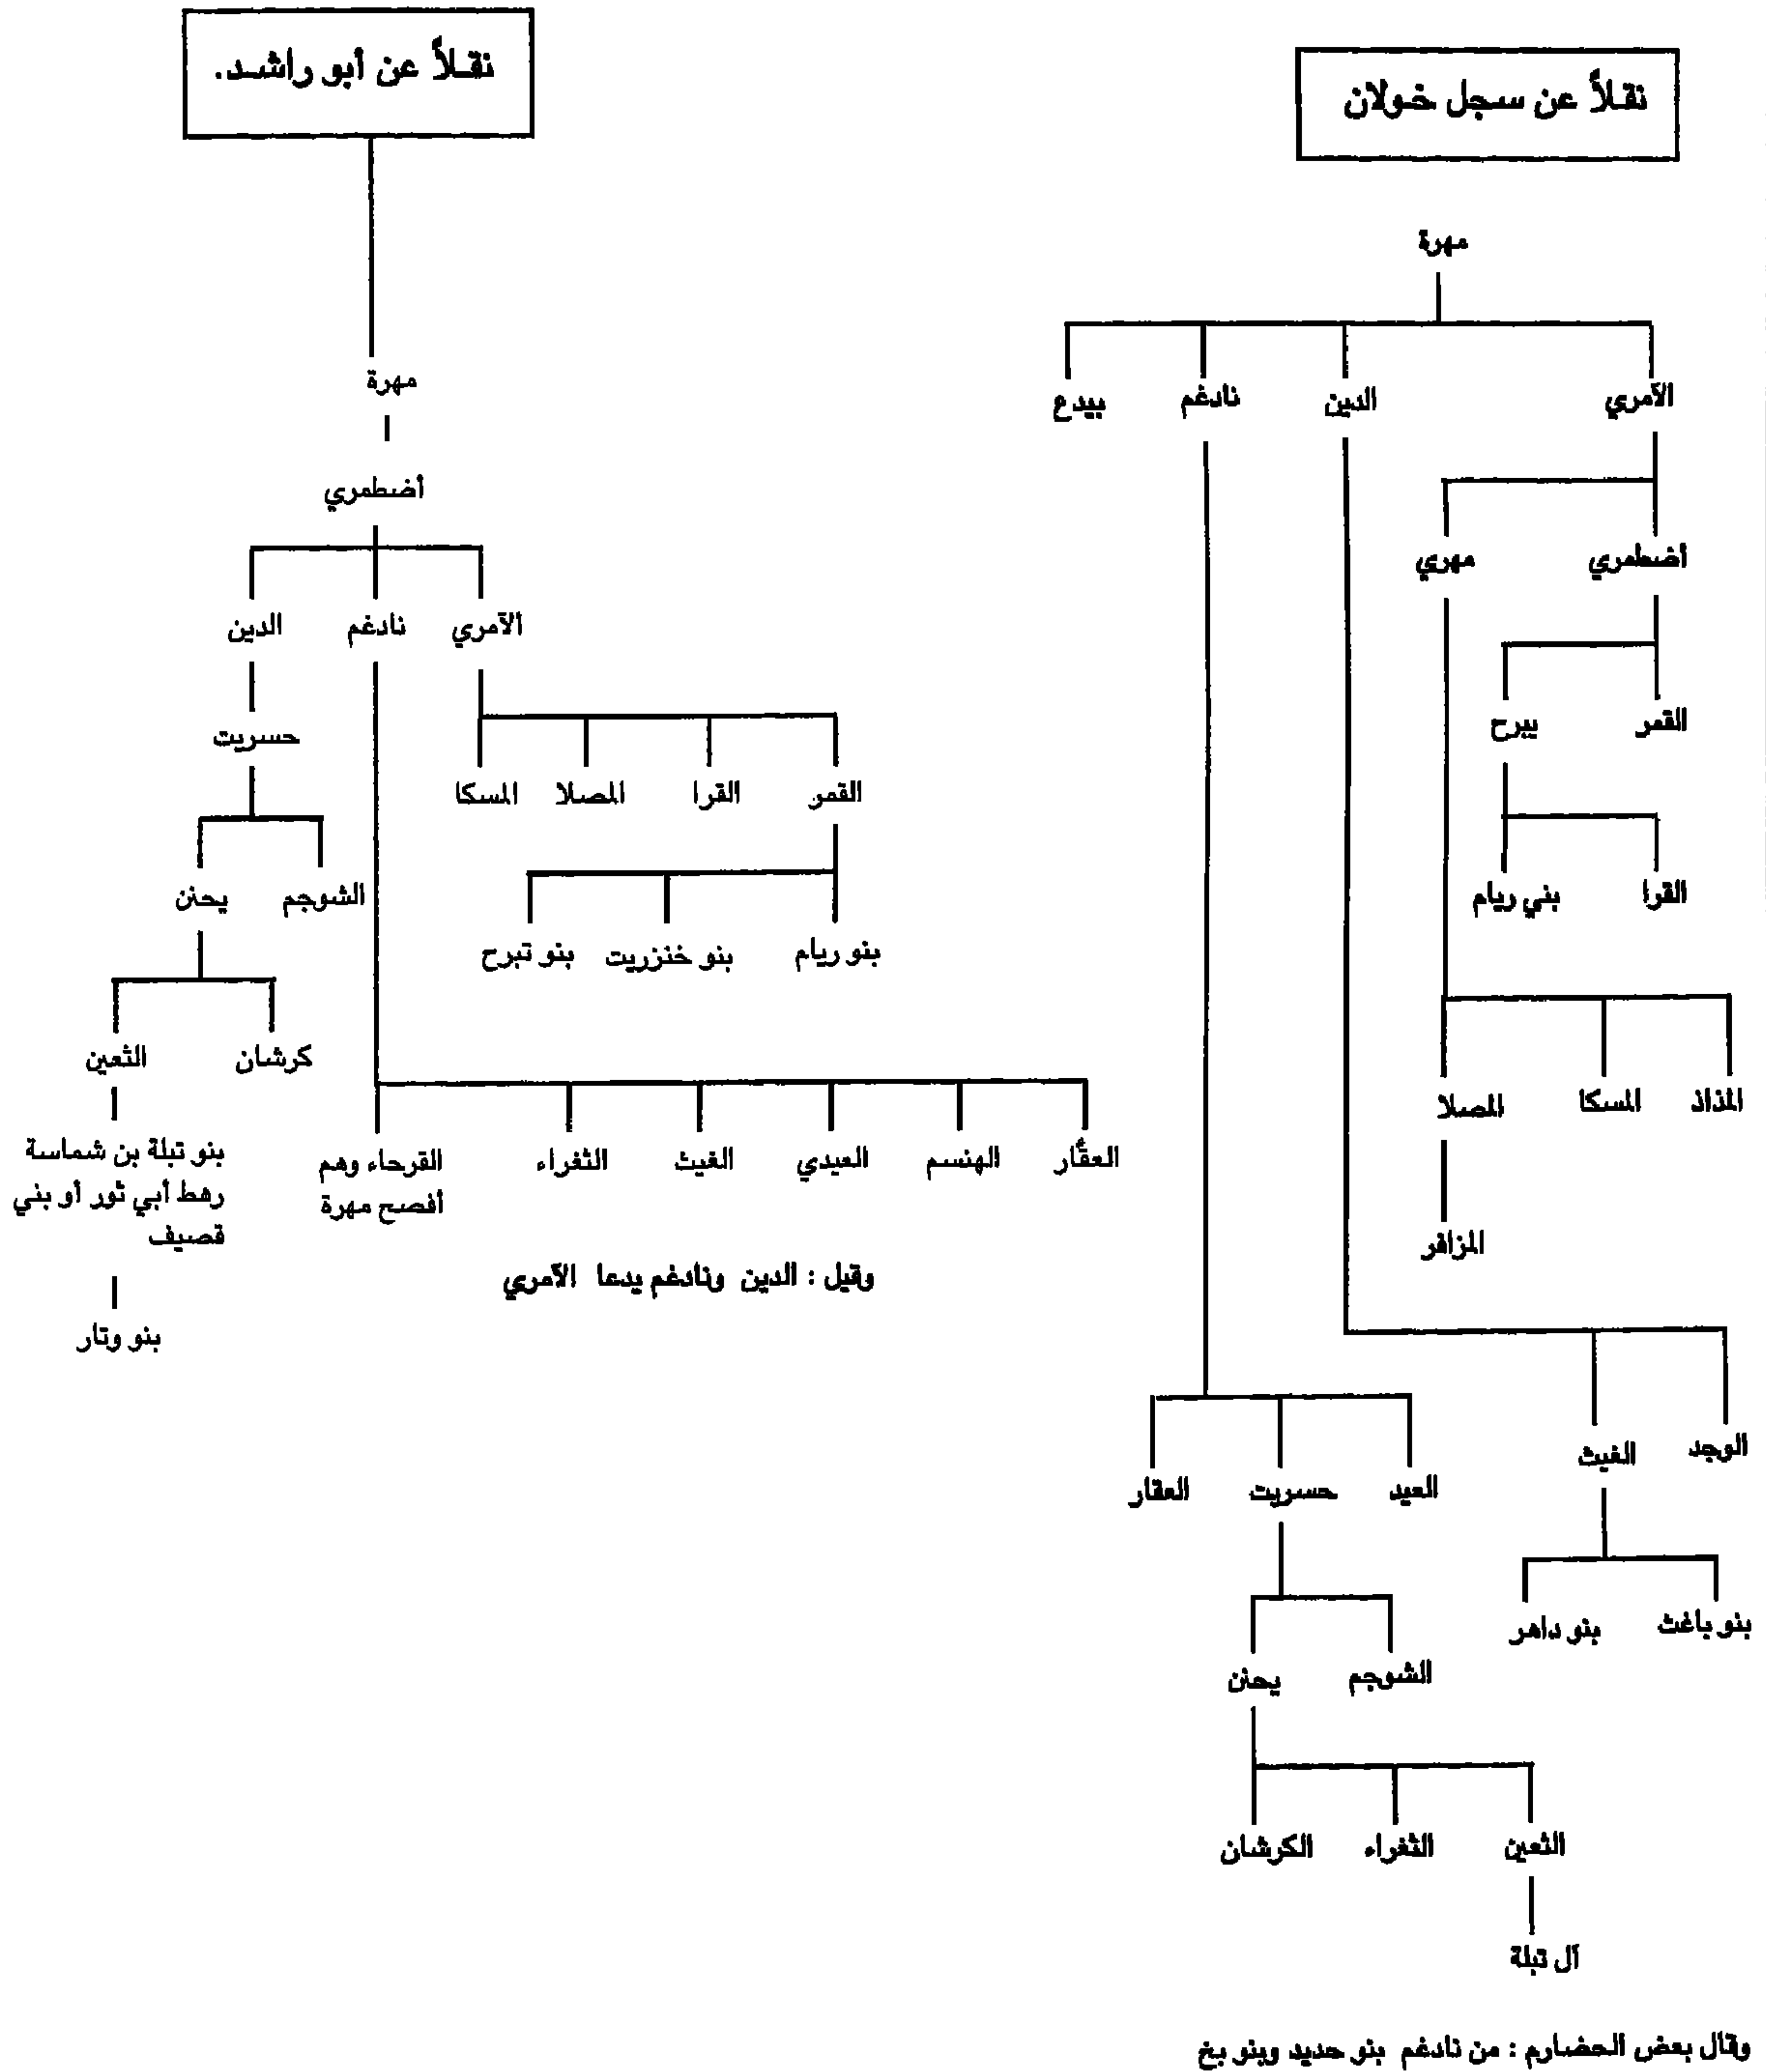 نقلاً عن سجل خولان
مهرة
الآمري الدين نادغم بيدع
أضطمري مهري
القمر بيرح
القرا بني ريام
المذاذ المسكا المصلا
المزافر
الوجد الغيث
العيد حسريت العقار
بنو باغث بنو داهر
الشوجم يحنن
الثعين الثغراء الكرشان
آل تبلة
وقال بعض الحضارم : من نادغم بنو حديد وبنو بخ
نقلاً عن أبو راشد.
مهرة
أضطمري
الآمري نادغم الدين
حسريت
القمر القرا المصلا المسكا
الشوجم يحنن
بنو ريام بنو خنزريت بنو تبرح
كرشان الثعين
العقَّار الهنسم العيدي الغيث الثغراء القرحاء وهم
أفصح مهرة
بنو تبلة بن شماسة
رهط أبي ثور أو بني
قصيف
وقيل : الدين ونادغم يدعا الآمري
بنو وتار